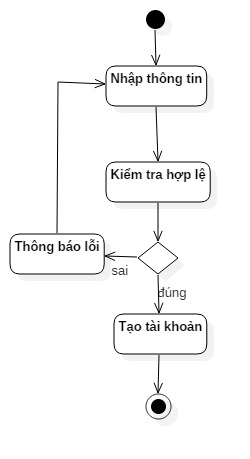 Nhập thông tin
Kiểm tra hợp lệ
Thông báo lỗi
sai
đúng
Tạo tài khoản